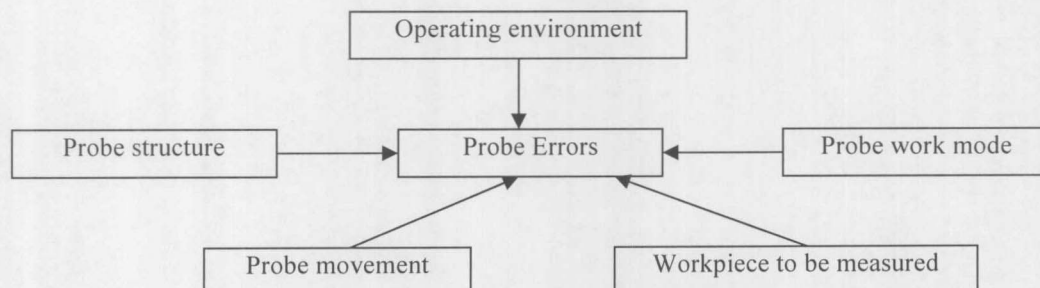 Operating environment
Probe structure
Probe Errors
Probe work mode
Probe movement
Workpiece to be measured